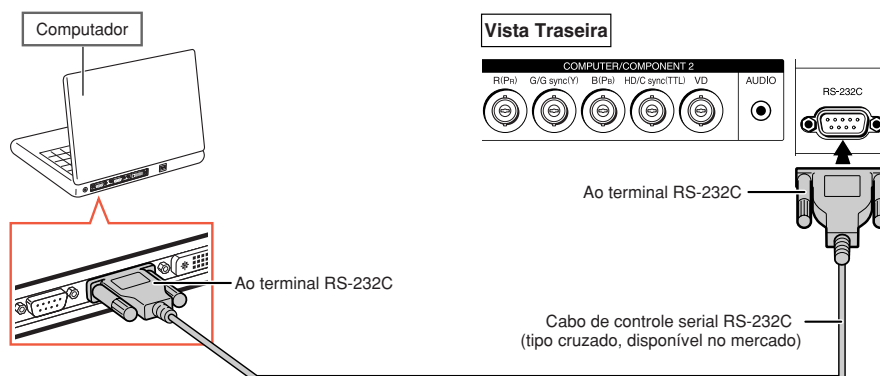 Computador
Vista Traseira
COMPUTER/COMPONENT 2
R(PR) G/G sync(Y) B(PB) HD/C sync(TTL) VD
AUDIO
RS-232C
Ao terminal RS-232C
Ao terminal RS-232C
Cabo de controle serial RS-232C
(tipo cruzado, disponível no mercado)